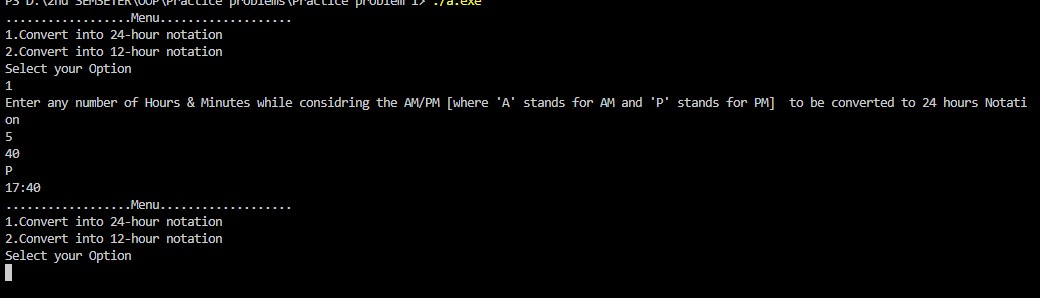 PS D:\2nd SEMSETER\OOP\Practice problems\Practice problem 1> ./a.exe
..................Menu...................
1.Convert into 24-hour notation
2.Convert into 12-hour notation
Select your Option
1
Enter any number of Hours & Minutes while considring the AM/PM [where 'A' stands for AM and 'P' stands for PM]  to be converted to 24 hours Notati
on
5
40
P
17:40
..................Menu...................
1.Convert into 24-hour notation
2.Convert into 12-hour notation
Select your Option